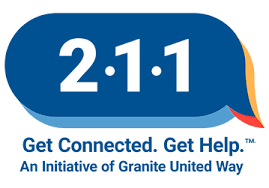 2·1·1
Get Connected. Get Help.™
An Initiative of Granite United Way